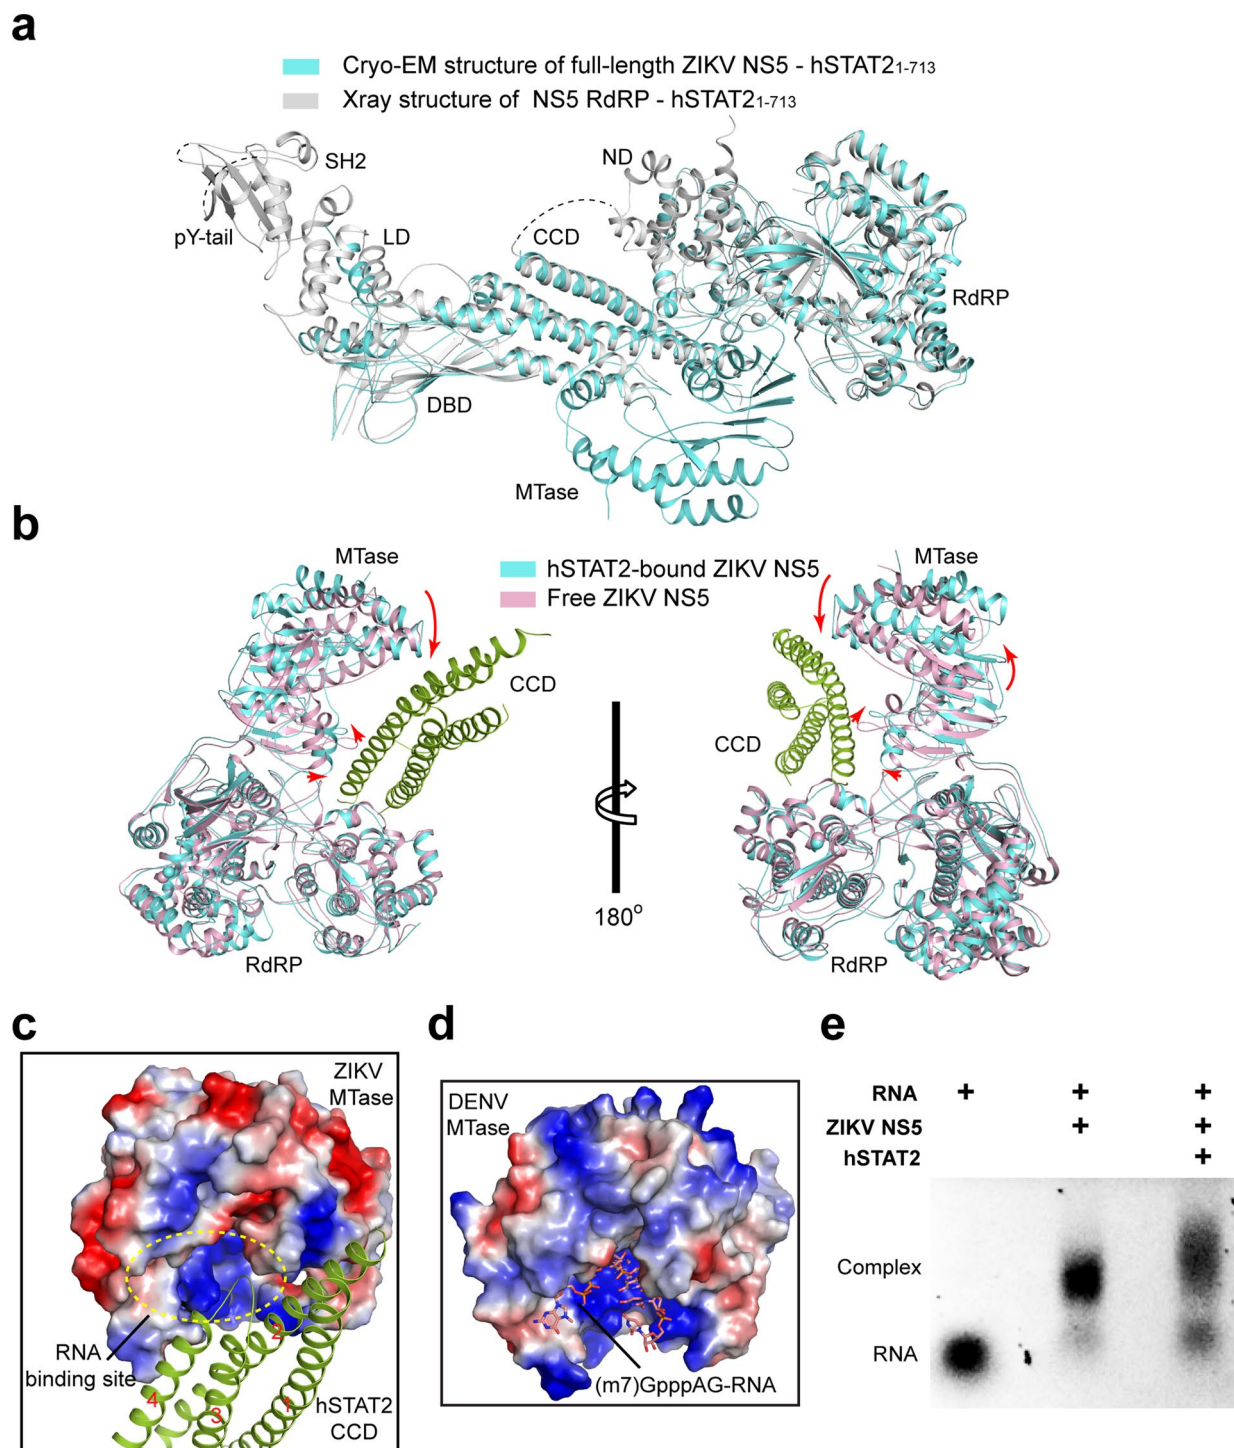 a
Cryo-EM structure of full-length ZIKV NS5 - hSTAT21-713
Xray structure of NS5 RdRP - hSTAT21-713
SH2
ND
pY-tail
LD
CCD
RdRP
DBD
MTase
b
MTase
hSTAT2-bound ZIKV NS5
Free ZIKV NS5
MTase
CCD
CCD
180o
RdRP
RdRP
c
ZIKV
MTase
RNA
binding site
2
4
3
1
hSTAT2
CCD
d
DENV
MTase
(m7)GpppAG-RNA
e
RNA + + +
ZIKV NS5 + +
hSTAT2 +
Complex
RNA